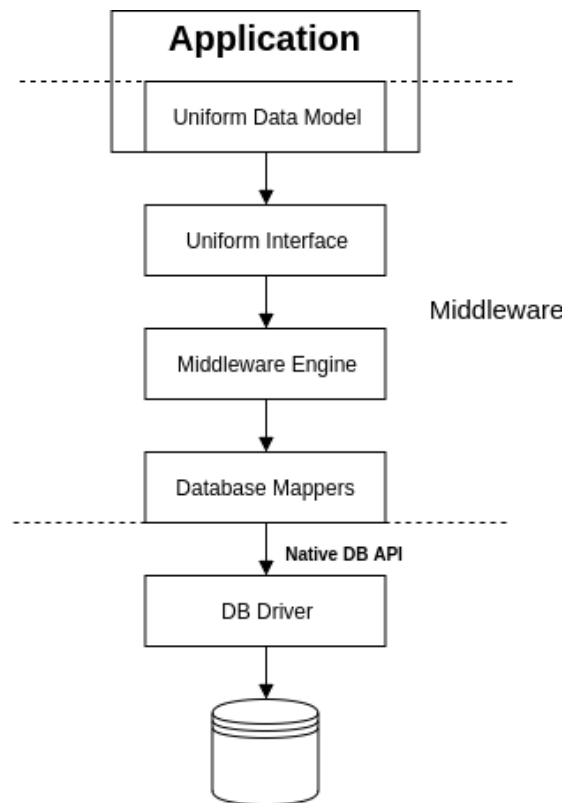 Application
Uniform Data Model
Uniform Interface
Middleware
Middleware Engine
Database Mappers
Native DB API
DB Driver